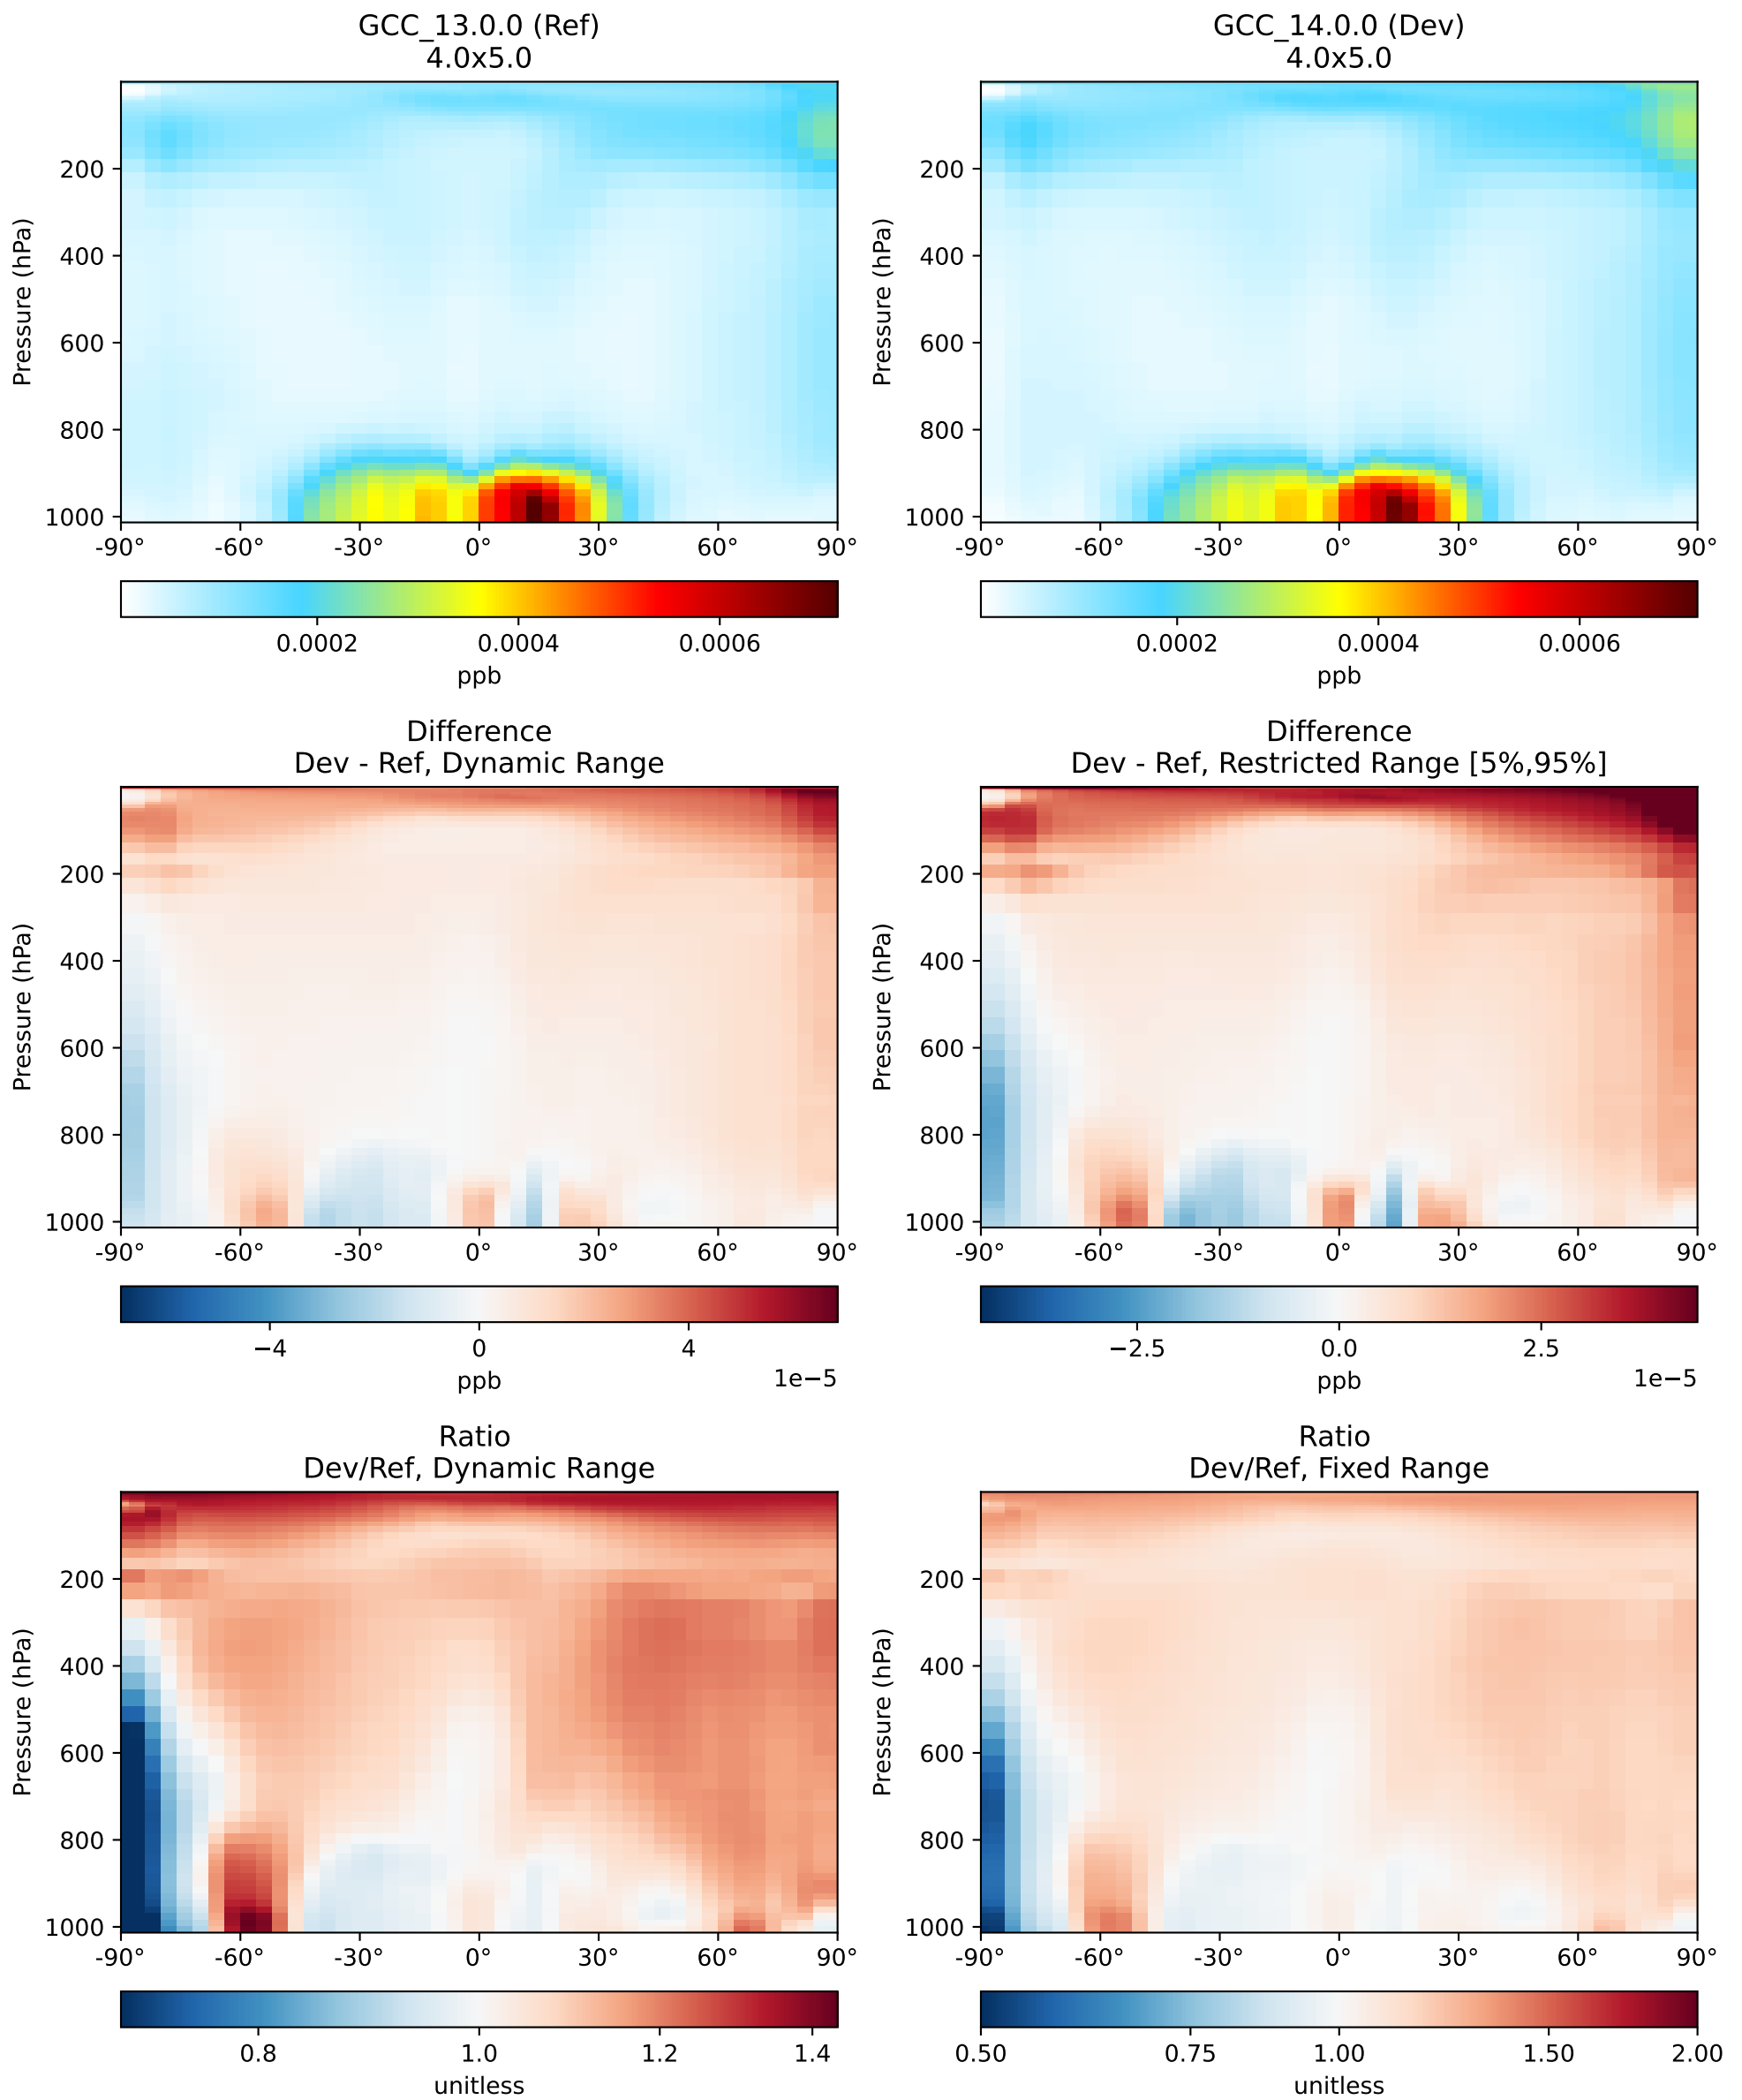 GCC_13.0.0 (Ref)
4.0x5.0
Pressure (hPa)
200
400
600
800
1000
-90° -60° -30° 0° 30° 60° 90°
0.0002 0.0004 0.0006
ppb
GCC_14.0.0 (Dev)
4.0x5.0
Pressure (hPa)
200
400
600
800
1000
-90° -60° -30° 0° 30° 60° 90°
0.0002 0.0004 0.0006
ppb
Difference
Dev - Ref, Dynamic Range
Pressure (hPa)
200
400
600
800
1000
-90° -60° -30° 0° 30° 60° 90°
−4 0 4
ppb 1e−5
Difference
Dev - Ref, Restricted Range [5%,95%]
Pressure (hPa)
200
400
600
800
1000
-90° -60° -30° 0° 30° 60° 90°
−2.5 0.0 2.5
ppb 1e−5
Ratio
Dev/Ref, Dynamic Range
Pressure (hPa)
200
400
600
800
1000
-90° -60° -30° 0° 30° 60° 90°
0.8 1.0 1.2 1.4
unitless
Ratio
Dev/Ref, Fixed Range
Pressure (hPa)
200
400
600
800
1000
-90° -60° -30° 0° 30° 60° 90°
0.50 0.75 1.00 1.50 2.00
unitless